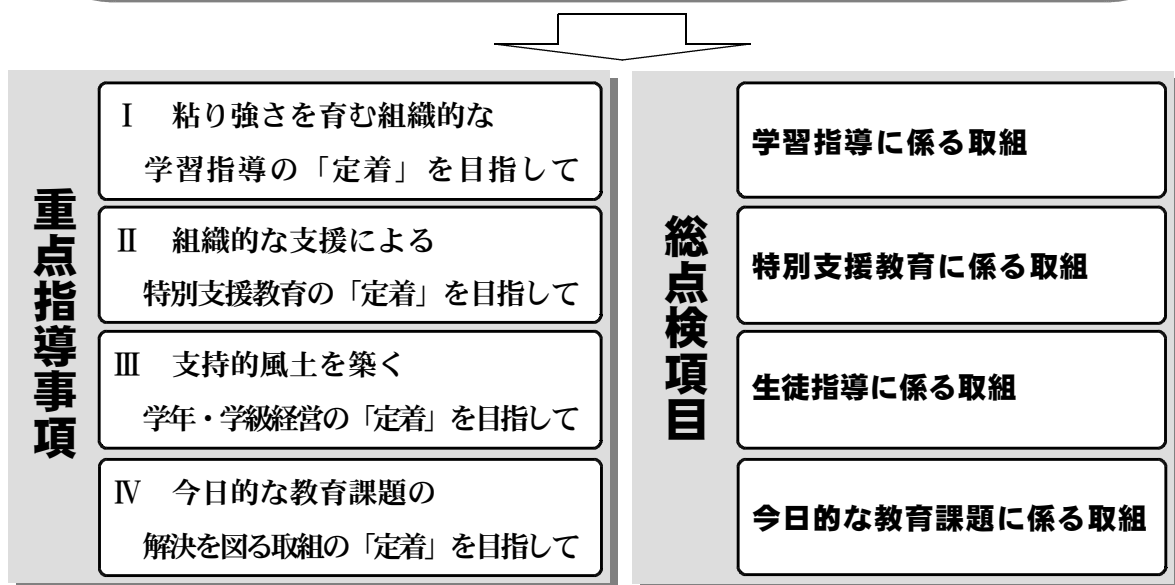 重点指導事項
Ⅰ 粘り強さを育む組織的な
学習指導の「定着」を目指して
Ⅱ 組織的な支援による
特別支援教育の「定着」を目指して
Ⅲ 支持的風土を築く
学年・学級経営の「定着」を目指して
Ⅳ 今日的な教育課題の
解決を図る取組の「定着」を目指して
総点検項目
学習指導に係る取組
特別支援教育に係る取組
生徒指導に係る取組
今日的な教育課題に係る取組